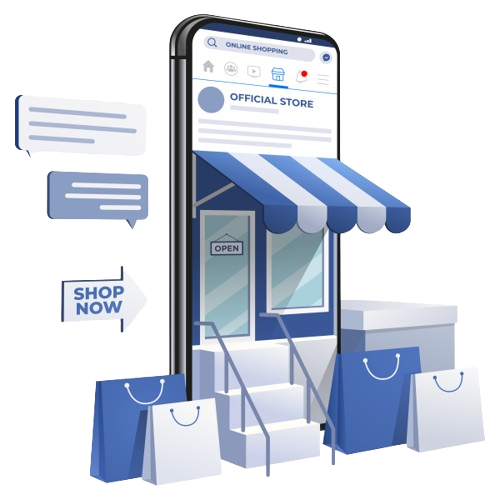 ONLINE SHOPPING
OFFICIAL STORE
OPEN
SHOP
NOW